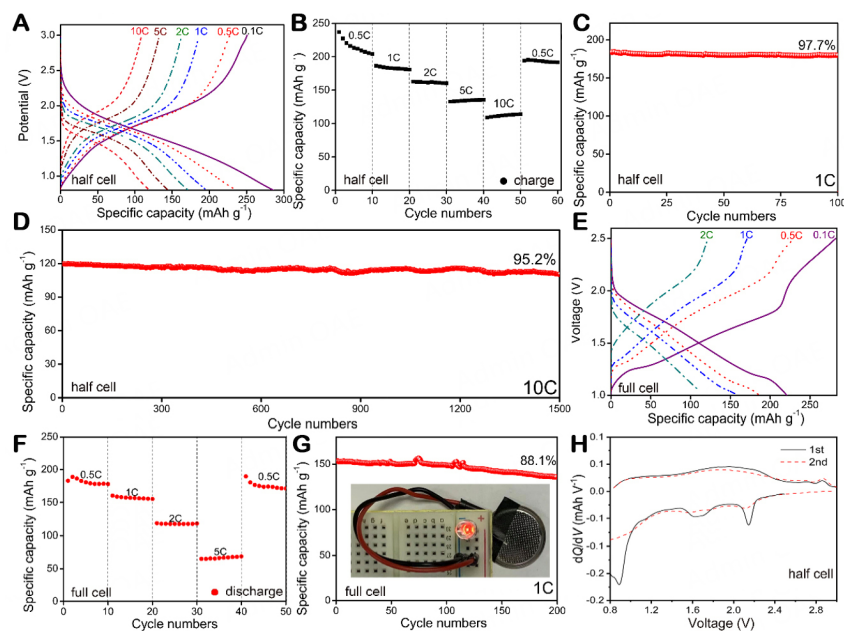 A
10C 5C 2C 1C 0.5C 0.1C
Potential (V)
3.0
2.0
1.0
half cell
0 50 100 150 200 250 300
Specific capacity (mAh g⁻¹)
B
Specific capacity (mAh g⁻¹)
250
200
150
100
50
0
0.5C
1C
2C
5C
10C
0.5C
half cell
charge
0 10 20 30 40 50 60
Cycle numbers
C
Specific capacity (mAh g⁻¹)
200
150
100
50
0
97.7%
half cell
1C
0 25 50 75 100
Cycle numbers
D
Specific capacity (mAh g⁻¹)
150
120
90
60
30
0
95.2%
half cell
10C
0 300 600 900 1200 1500
Cycle numbers
E
2C 1C 0.5C 0.1C
Voltage (V)
2.5
2.0
1.5
1.0
full cell
0 50 100 150 200 250
Specific capacity (mAh g⁻¹)
F
Specific capacity (mAh g⁻¹)
250
200
150
100
50
0
0.5C
1C
2C
5C
0.5C
full cell
discharge
0 10 20 30 40 50
Cycle numbers
G
Specific capacity (mAh g⁻¹)
200
150
100
50
0
88.1%
full cell
1C
0 50 100 150 200
Cycle numbers
H
dQ/dV (mAh V⁻¹)
0.1
0.1
0.0
-0.1
-0.1
-0.2
1st
2nd
half cell
0.8 1.2 1.6 2.0 2.4 2.8
Voltage (V)